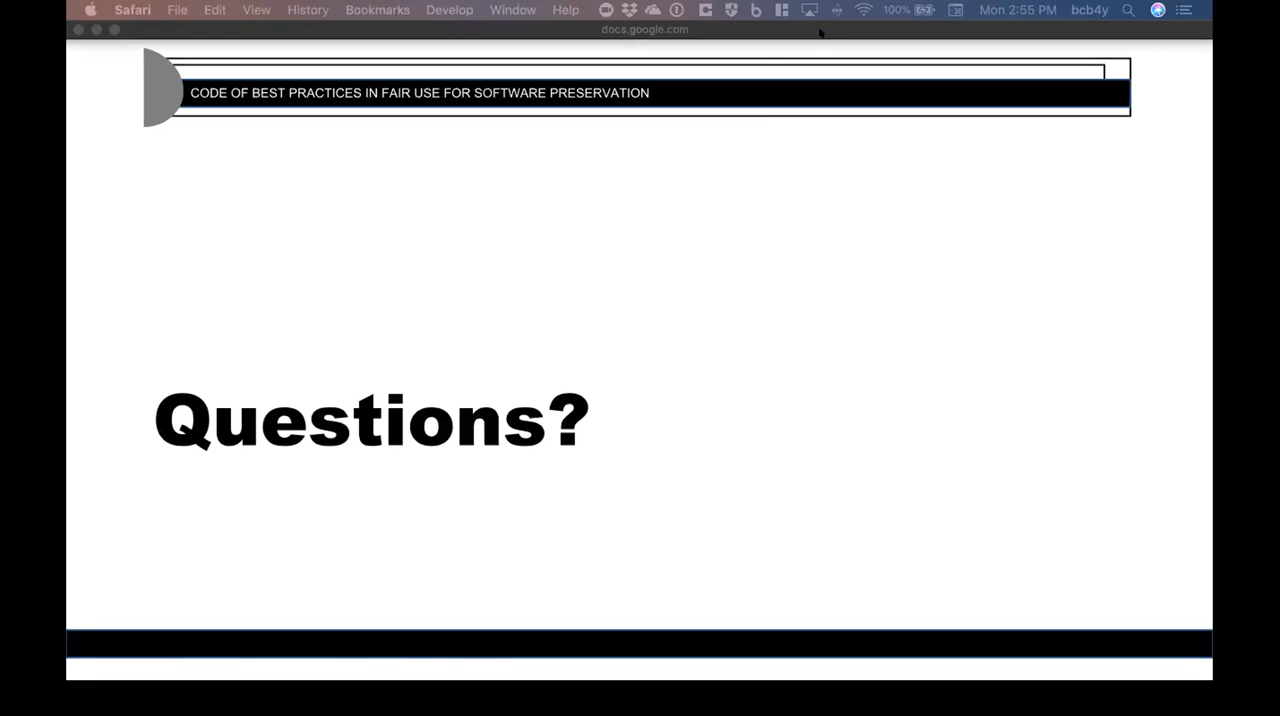 Safari File Edit View History Bookmarks Develop Window Help 100% Mon 2:55 PM bcb4y
docs.google.com
CODE OF BEST PRACTICES IN FAIR USE FOR SOFTWARE PRESERVATION
Questions?